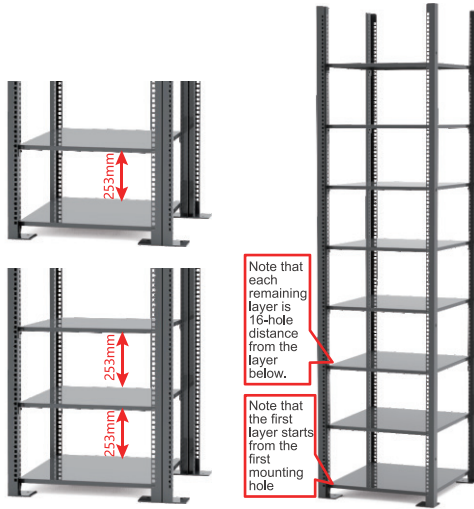 253mm
253mm
253mm
Note that
each
remaining
layer is
16-hole
distance
from the
layer
below.
Note that
the first
layer starts
from the
first
mounting
hole